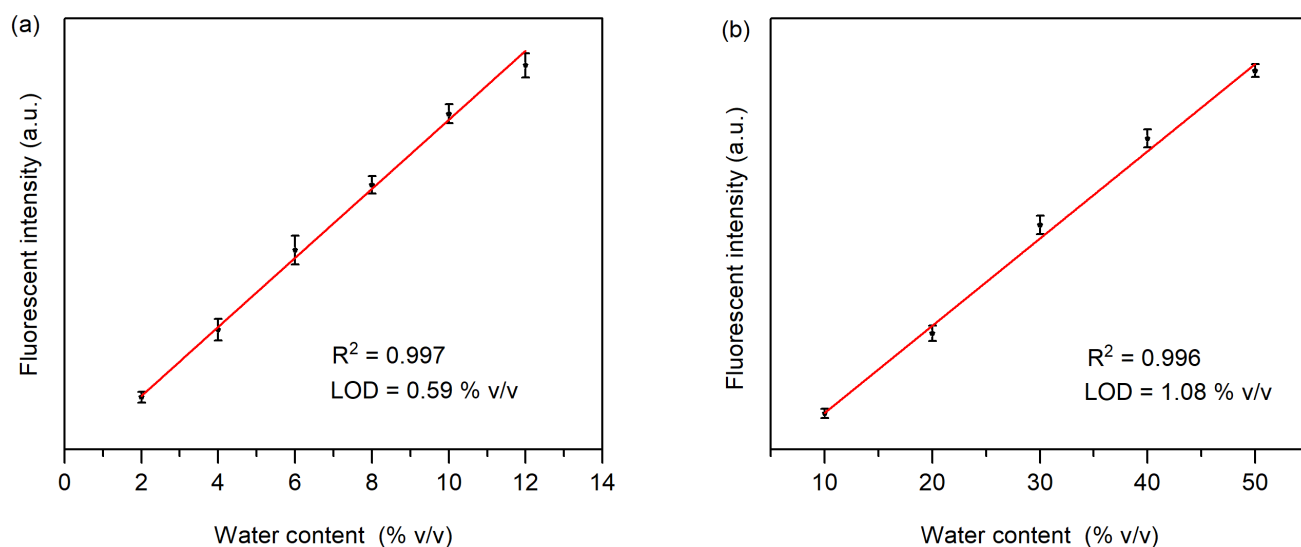 (a)
Fluorescent intensity (a.u.)
R² = 0.997
LOD = 0.59 % v/v
0 2 4 6 8 10 12 14
Water content (% v/v)
(b)
Fluorescent intensity (a.u.)
R² = 0.996
LOD = 1.08 % v/v
10 20 30 40 50
Water content (% v/v)